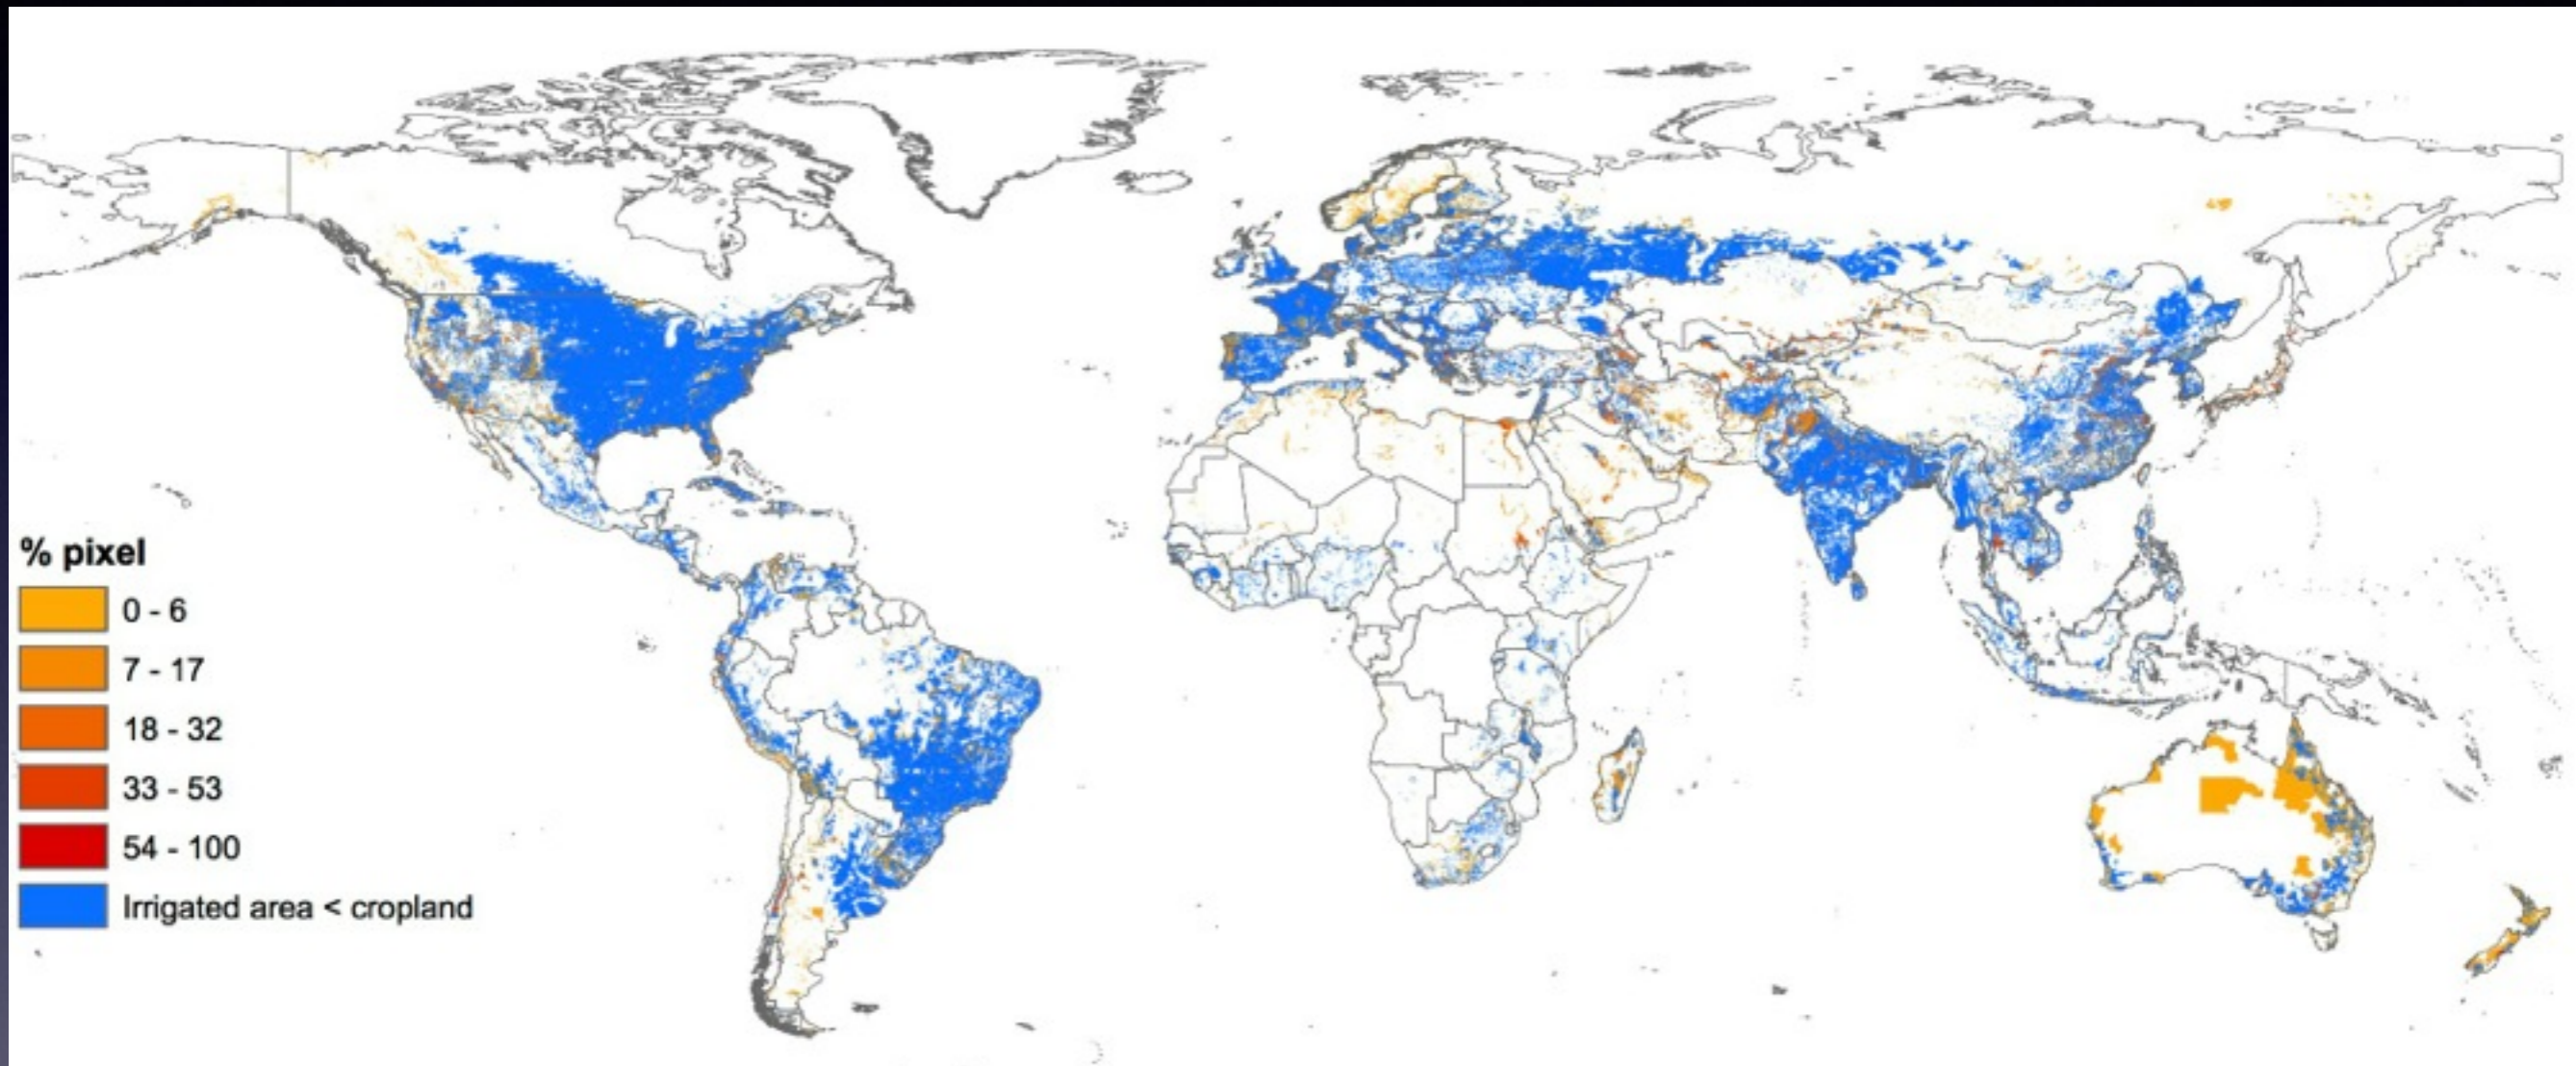 % pixel
0 - 6
7 - 17
18 - 32
33 - 53
54 - 100
Irrigated area < cropland